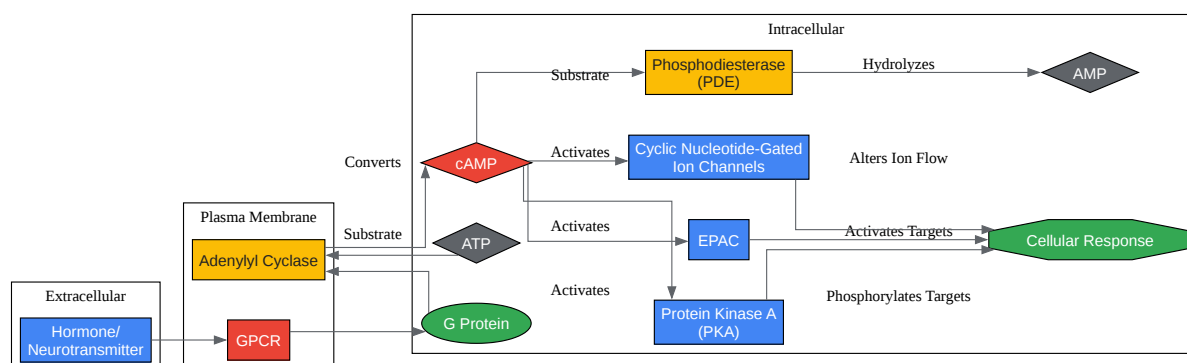 Intracellular
Phosphodiesterase
(PDE)
Substrate
Hydrolyzes
AMP
Converts
cAMP
Activates
Cyclic Nucleotide-Gated
Ion Channels
Alters Ion Flow
Plasma Membrane
Substrate
Adenylyl Cyclase
ATP
Activates
EPAC
Activates Targets
Cellular Response
Extracellular
Hormone/
Neurotransmitter
GPCR
G Protein
Activates
Protein Kinase A
(PKA)
Phosphorylates Targets